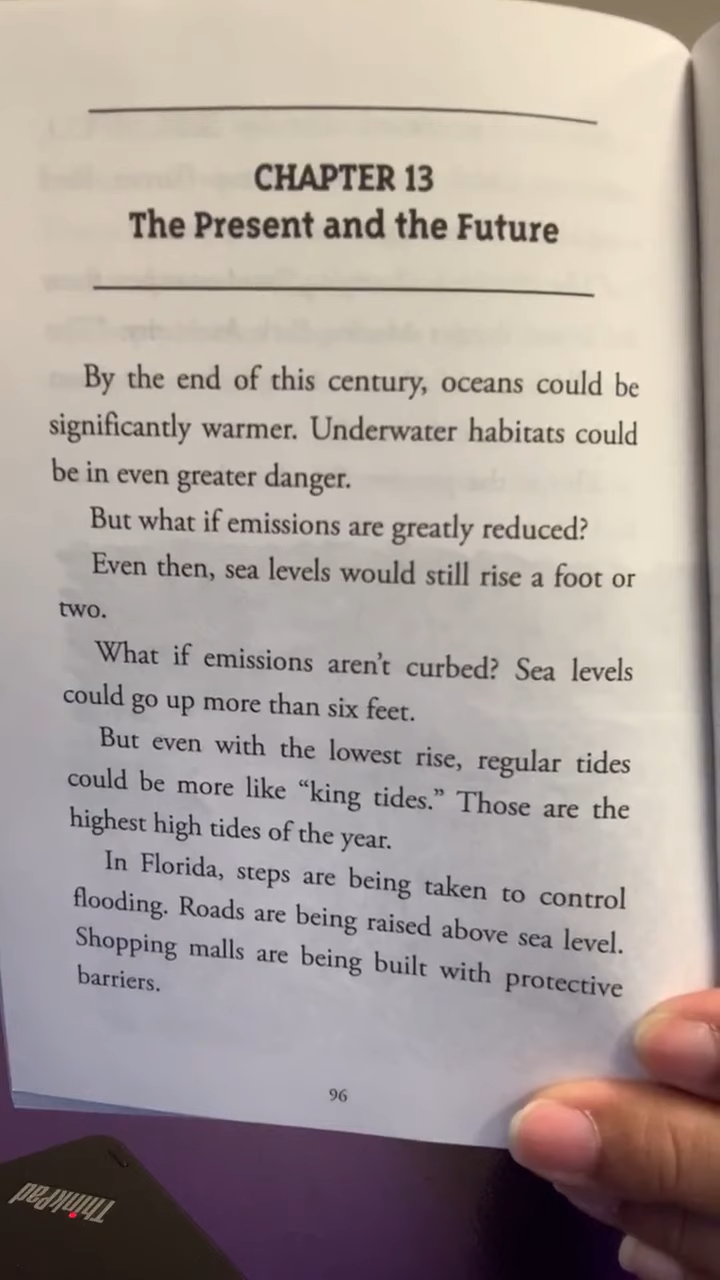 CHAPTER 13
The Present and the Future
By the end of this century, oceans could be
significantly warmer. Underwater habitats could
be in even greater danger.
But what if emissions are greatly reduced?
Even then, sea levels would still rise a foot or
two.
What if emissions aren't curbed? Sea levels
could go up more than six feet.
But even with the lowest rise, regular tides
could be more like “king tides.” Those are the
highest high tides of the year.
In Florida, steps are being taken to control
flooding. Roads are being raised above sea level.
Shopping malls are being built with protective
barriers.
96
ThinkPad